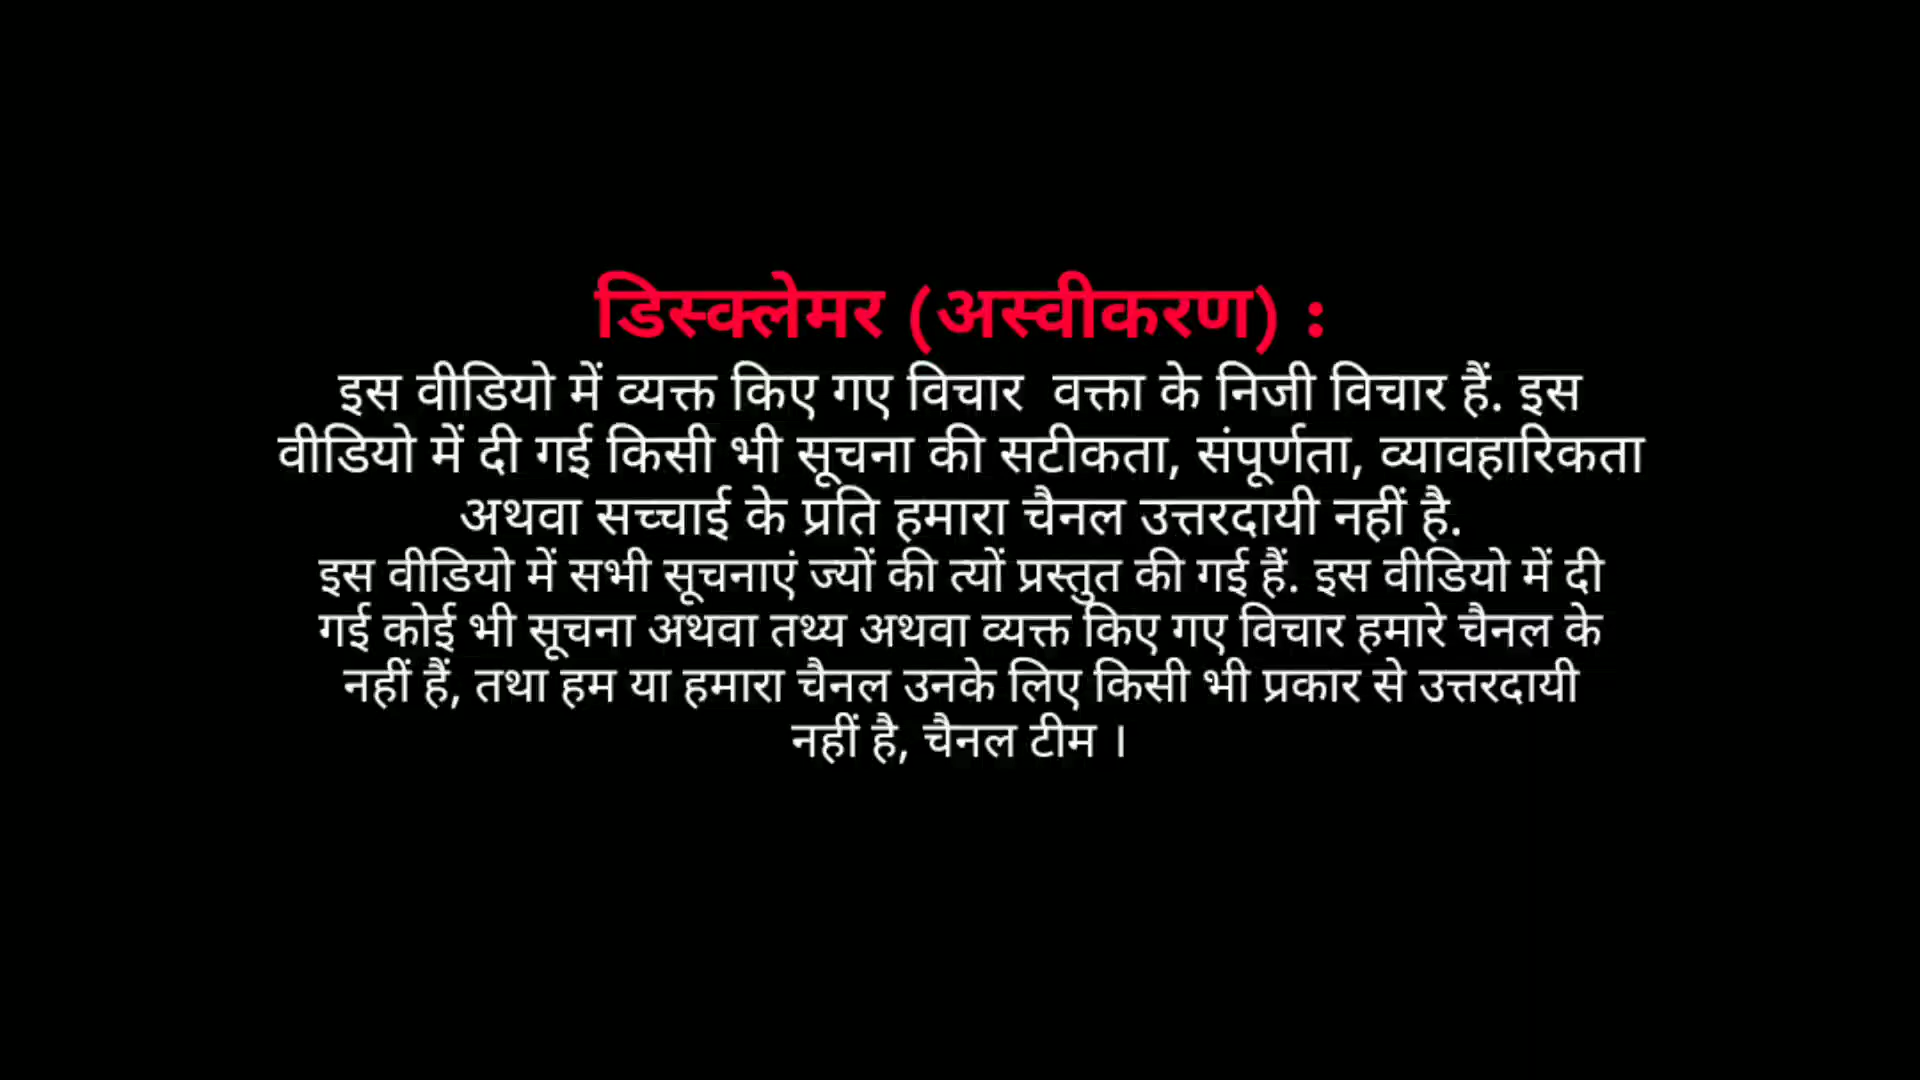 डिस्क्लेमर (अस्वीकरण) :
इस वीडियो में व्यक्त किए गए विचार  वक्ता के निजी विचार हैं. इस
वीडियो में दी गई किसी भी सूचना की सटीकता, संपूर्णता, व्यावहारिकता
अथवा सच्चाई के प्रति हमारा चैनल उत्तरदायी नहीं है.
इस वीडियो में सभी सूचनाएं ज्यों की त्यों प्रस्तुत की गई हैं. इस वीडियो में दी
गई कोई भी सूचना अथवा तथ्य अथवा व्यक्त किए गए विचार हमारे चैनल के
नहीं हैं, तथा हम या हमारा चैनल उनके लिए किसी भी प्रकार से उत्तरदायी
नहीं है, चैनल टीम ।